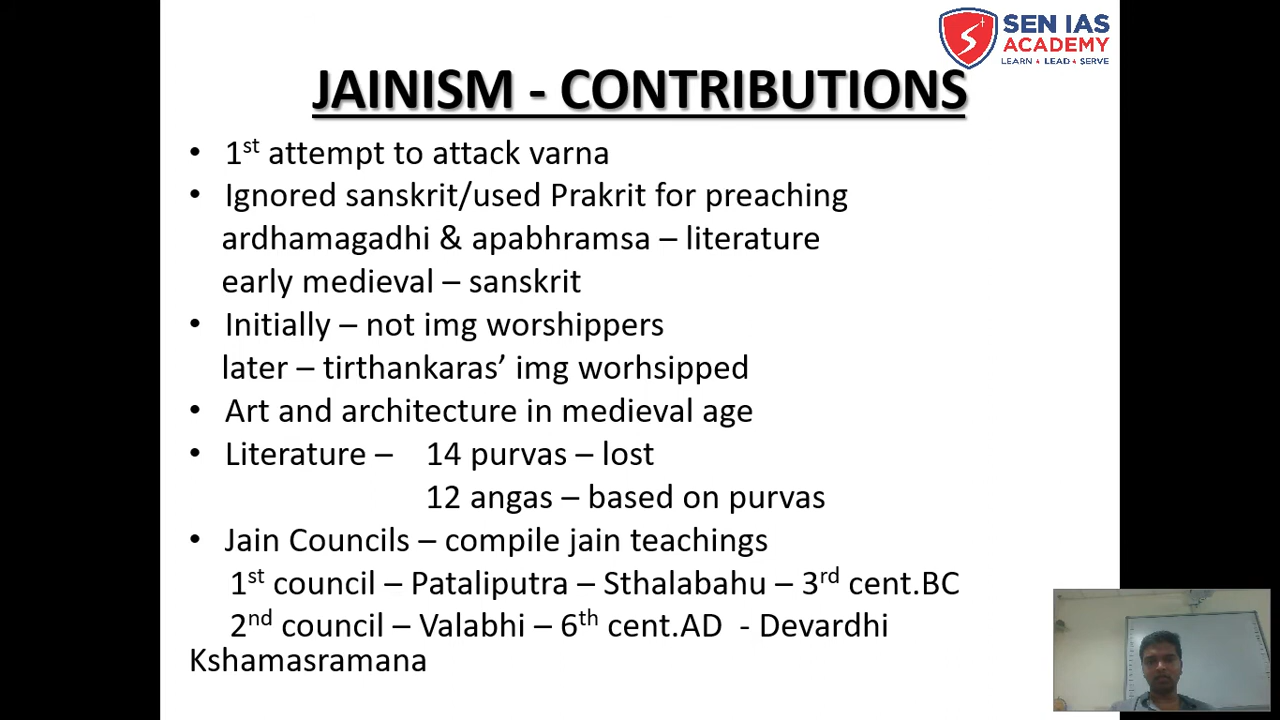 SEN IAS
ACADEMY
LEARN ★ LEAD ★ SERVE
JAINISM - CONTRIBUTIONS
• 1st attempt to attack varna
• Ignored sanskrit/used Prakrit for preaching
ardhamagadhi & apabhramsa – literature
early medieval – sanskrit
• Initially – not img worshippers
later – tirthankaras’ img worhsipped
• Art and architecture in medieval age
• Literature – 14 purvas – lost
12 angas – based on purvas
• Jain Councils – compile jain teachings
1st council – Pataliputra – Sthalabahu – 3rd cent.BC
2nd council – Valabhi – 6th cent.AD - Devardhi
Kshamasramana